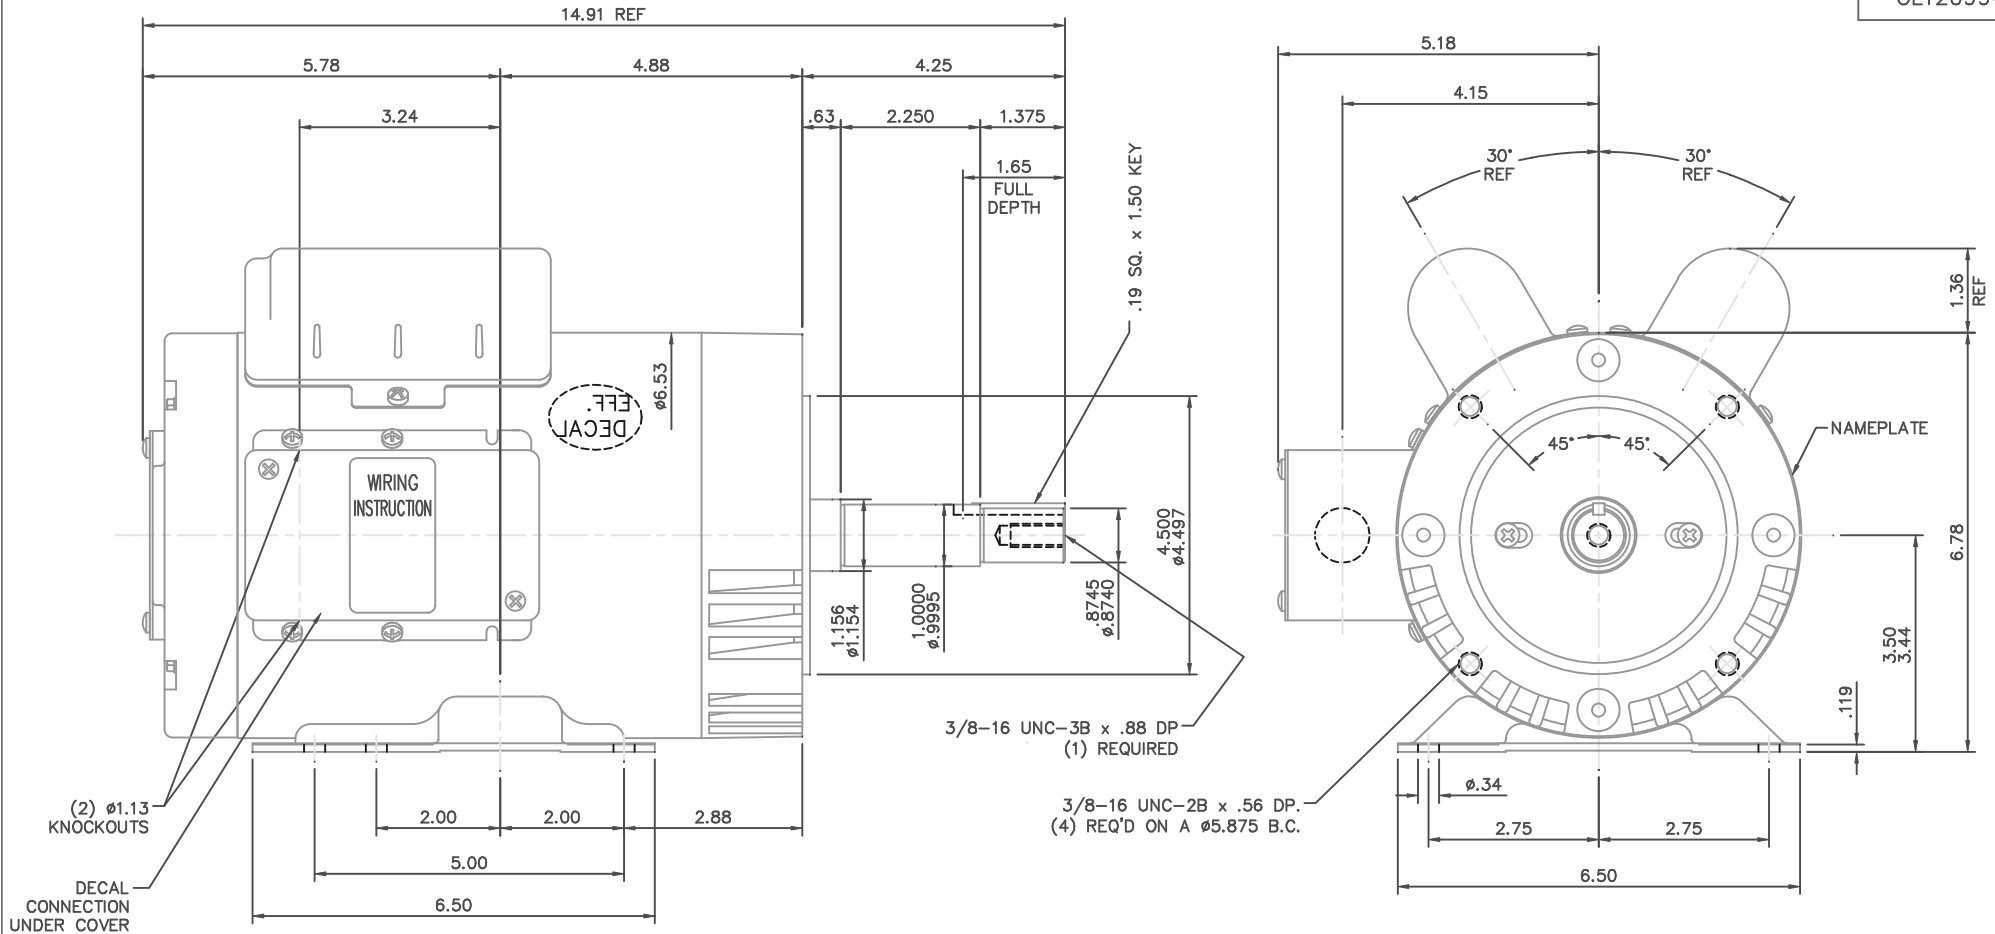 14.91 REF
5.78
4.88
4.25
5.18
4.15
3.24
.63
2.250
1.375
1.65
FULL
DEPTH
.19 SQ. x 1.50 KEY
30°
REF
30°
REF
1.36
REF
ø6.53
EFF.
DECAL
WIRING
INSTRUCTION
NAMEPLATE
45°
45°
4.500
ø4.497
6.78
1.156
ø1.154
1.0000
ø.9995
.8745
ø.8740
3.50
3.44
.119
3/8-16 UNC-3B x .88 DP
(1) REQUIRED
(2) ø1.13
KNOCKOUTS
2.00
2.00
2.88
3/8-16 UNC-2B x .56 DP.
(4) REQ'D ON A ø5.875 B.C.
ø.34
2.75
2.75
5.00
6.50
6.50
DECAL
CONNECTION
UNDER COVER